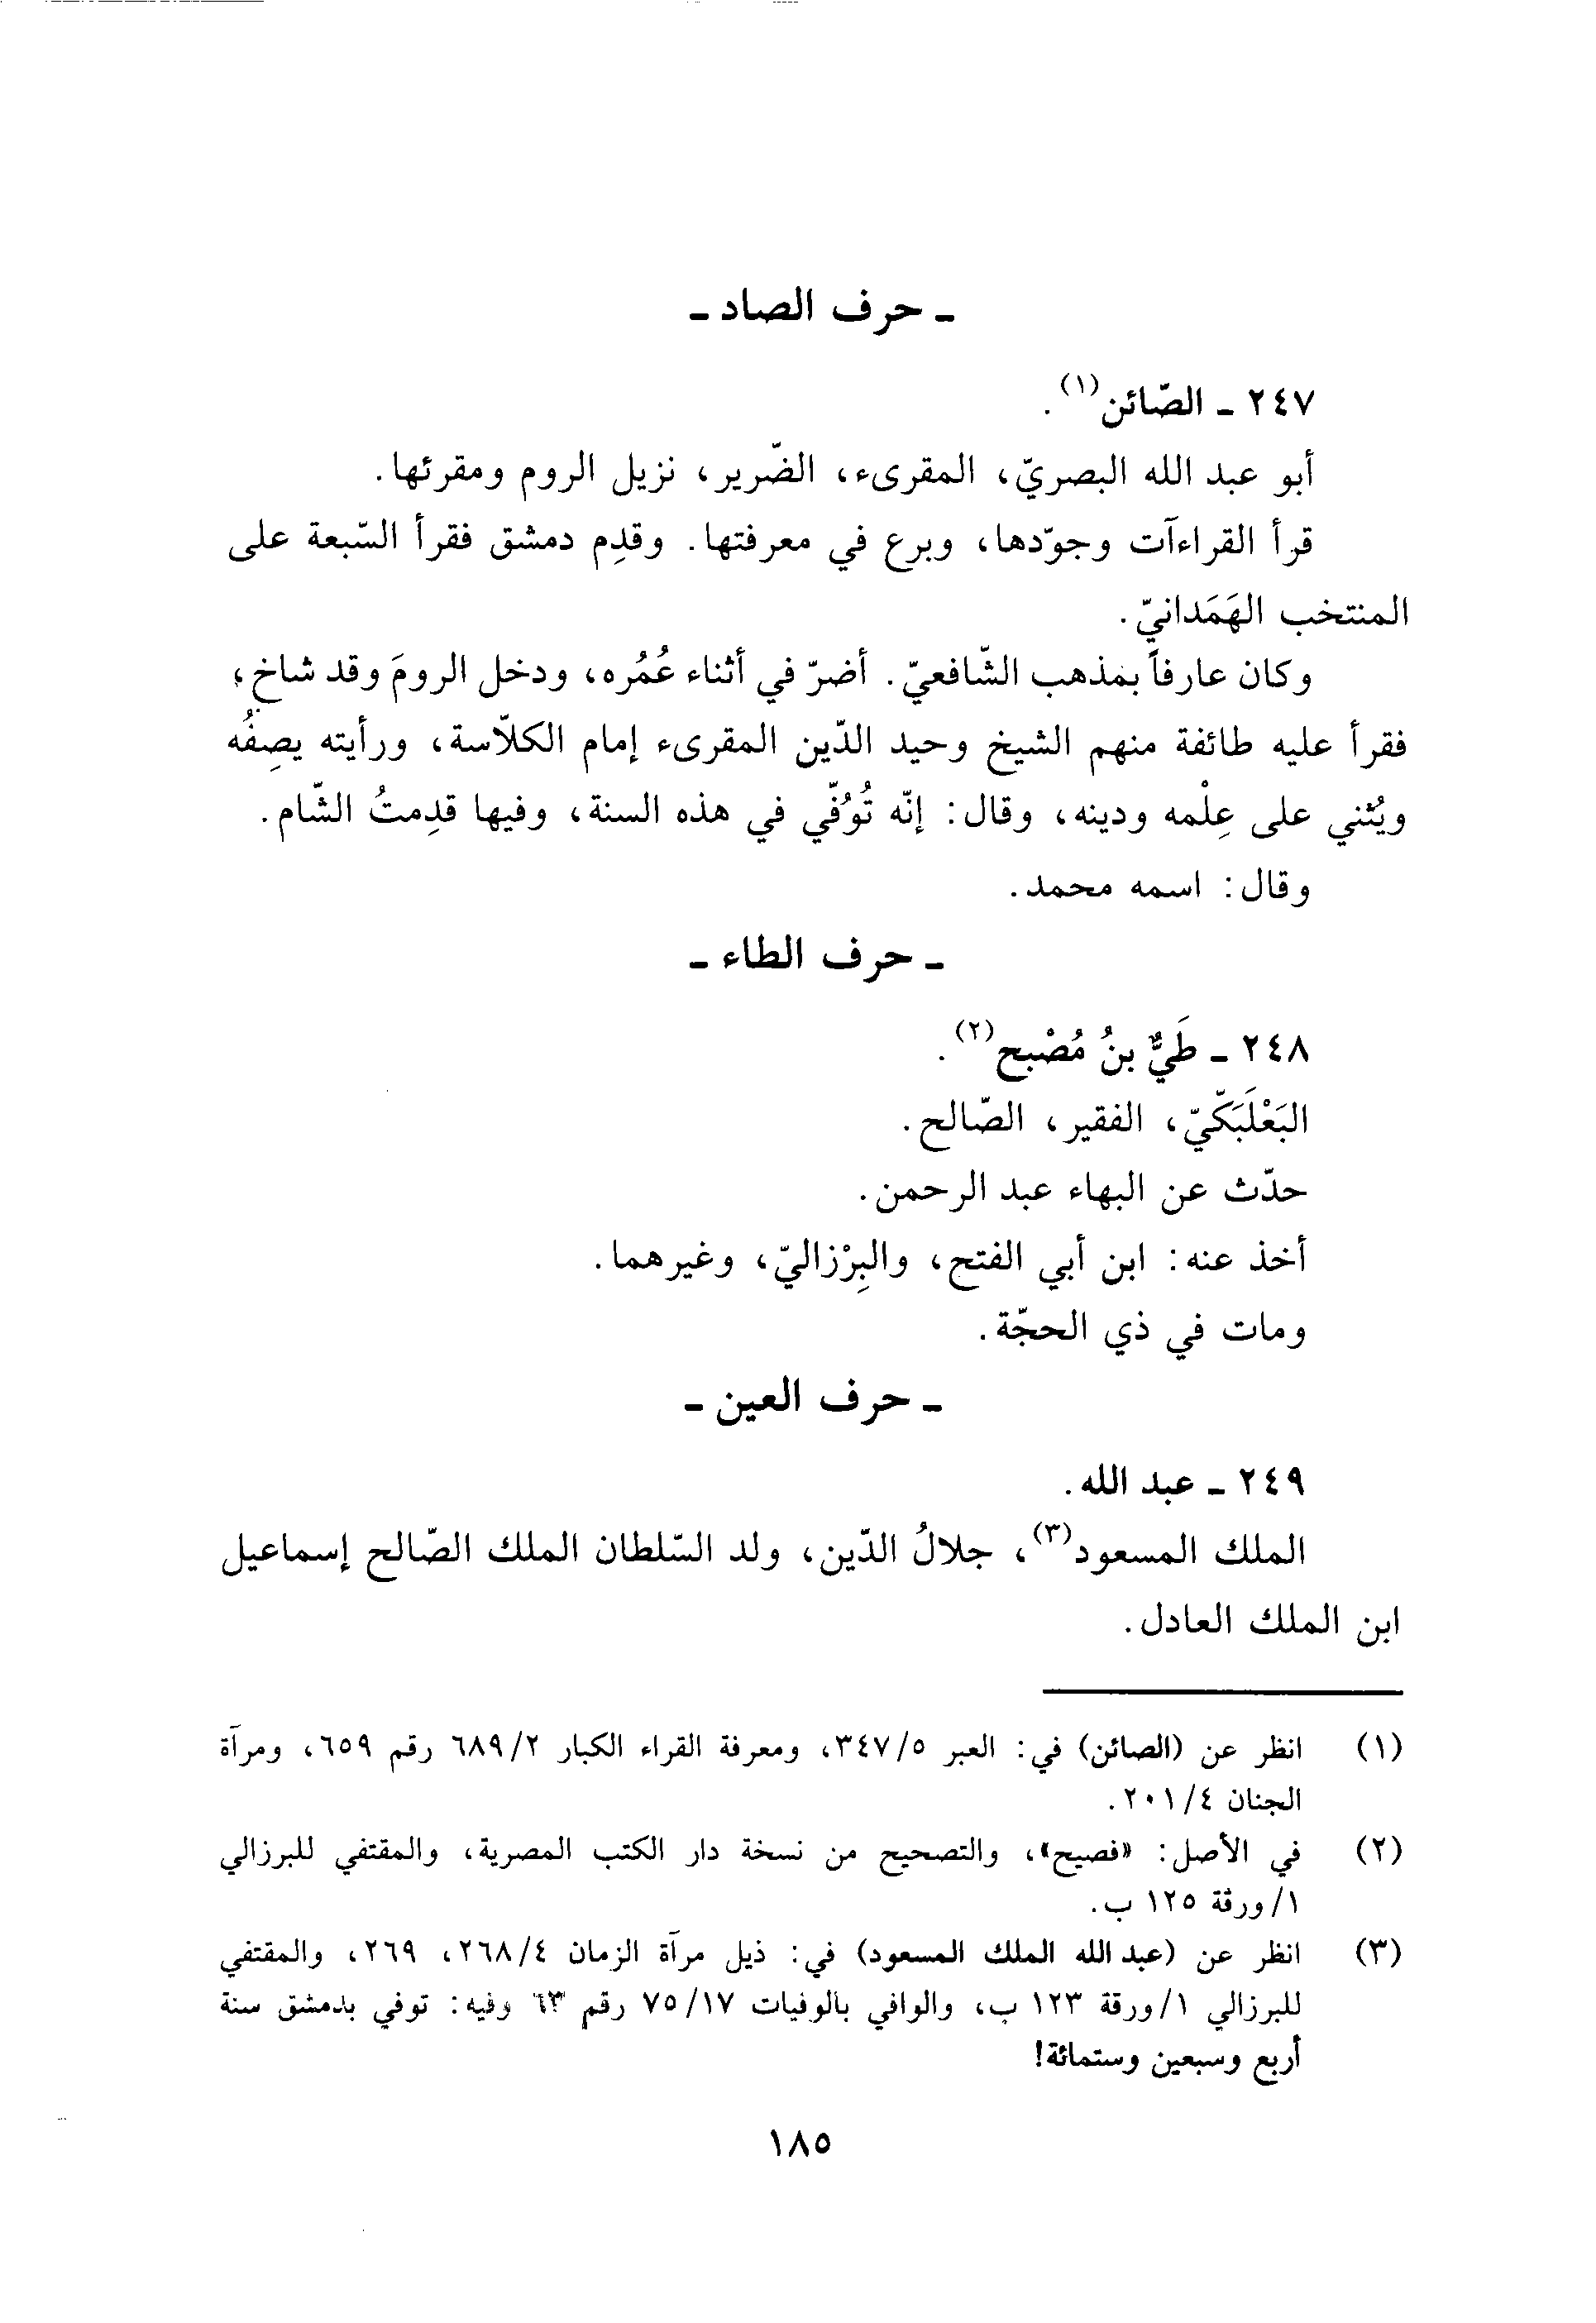 ـ حرف الصاد ـ
٢٤٧ ـ الصّائن(١).
أبو عبد الله البصريّ، المقرىء، الضّرير، نزيل الروم ومقرئها.
قرأ القراءآت وجوّدها، وبرع في معرفتها. وقدِم دمشق فقرأ السّبعة على
المنتخب الهَمَدانيّ.
وكان عارفاً بمذهب الشّافعيّ. أضرّ في أثناء عُمُره، ودخل الرومَ وقد شاخ،
فقرأ عليه طائفة منهم الشيخ وحيد الدّين المقرىء إمام الكلاّسة، ورأيته يصِفُه
ويُثني على عِلْمه ودينه، وقال: إنّه تُوُفّي في هذه السنة، وفيها قدِمتُ الشّام.
وقال: اسمه محمد.
ـ حرف الطاء ـ
٢٤٨ ـ طَيٌّ بنُ مُصْبح(٢).
البَعْلَبَكّيّ، الفقير، الصّالح.
حدّث عن البهاء عبد الرحمن.
أخذ عنه: ابن أبي الفتح، والبِرْزاليّ، وغيرهما.
ومات في ذي الحجّة.
ـ حرف العين ـ
٢٤٩ ـ عبد الله.
الملك المسعود(٣)، جلالُ الدّين، ولد السّلطان الملك الصّالح إسماعيل
ابن الملك العادل.
(١) انظر عن (الصائن) في: العبر ٣٤٧/٥، ومعرفة القراء الكبار ٦٨٩/٢ رقم ٦٥٩، ومرآة
الجنان ٢٠١/٤.
(٢) في الأصل: «فصيح»، والتصحيح من نسخة دار الكتب المصرية، والمقتفي للبرزالي
١/ورقة ١٢٥ ب.
(٣) انظر عن (عبد الله الملك المسعود) في: ذيل مرآة الزمان ٢٦٨/٤، ٢٦٩، والمقتفي
للبرزالي ١/ورقة ١٢٣ ب، والوافي بالوفيات ٧٥/١٧ رقم ٦٣ وفيه: توفي بدمشق سنة
أربع وسبعين وستمائة!
١٨٥